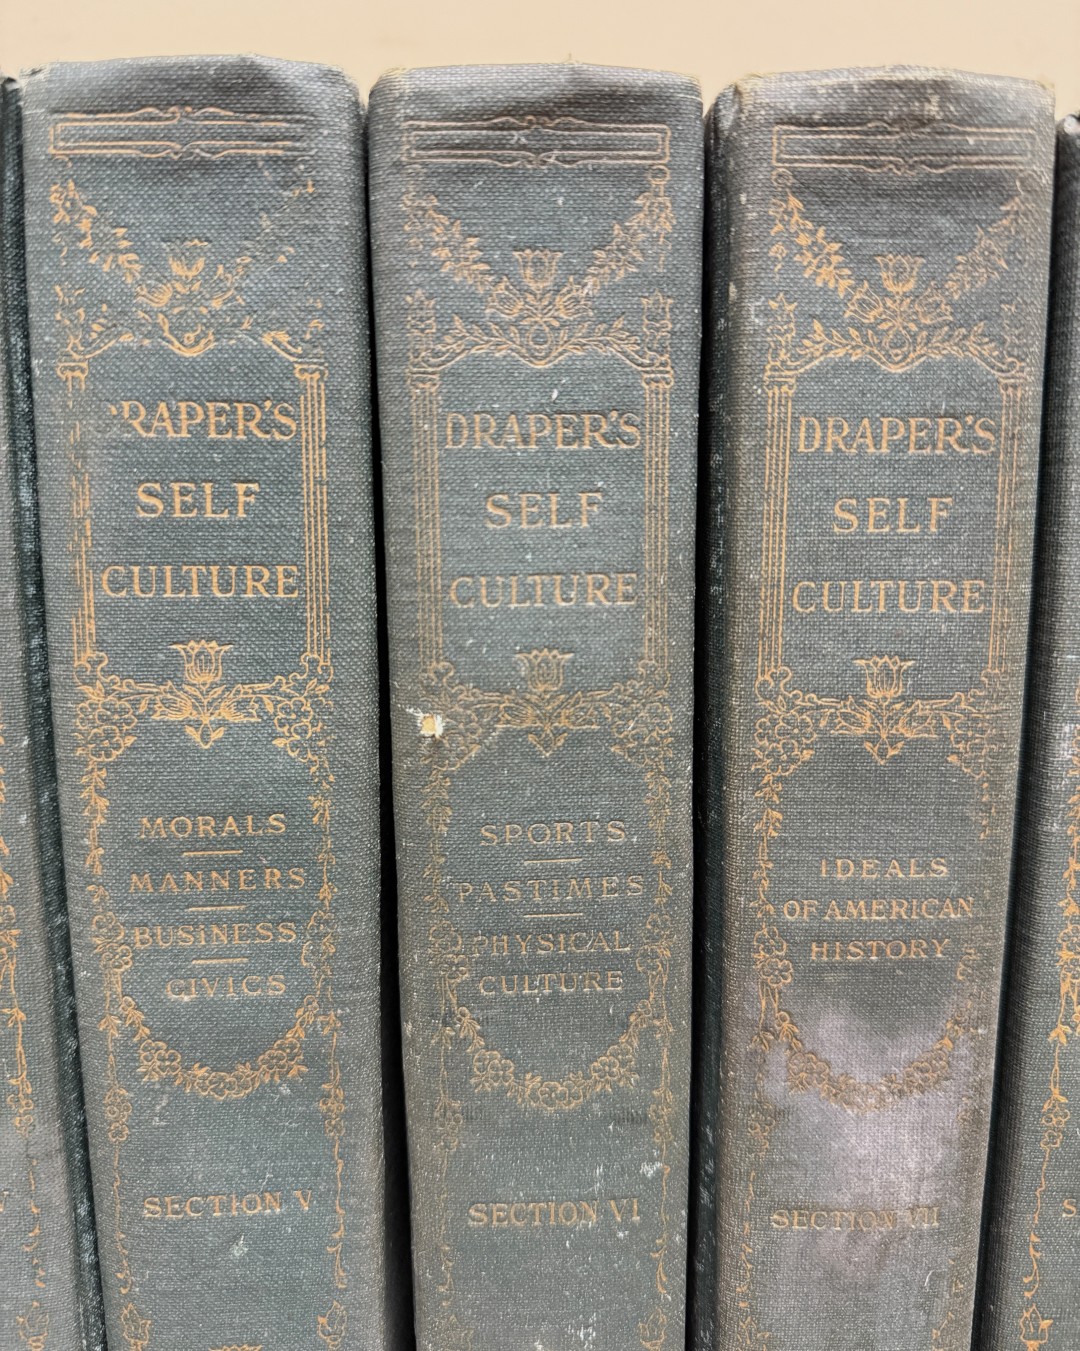 DRAPER'S
SELF
CULTURE
MORALS
MANNERS
BUSINESS
CIVICS
SECTION V
DRAPER'S
SELF
CULTURE
SPORTS
PASTIMES
PHYSICAL
CULTURE
SECTION VI
DRAPER'S
SELF
CULTURE
IDEALS
OF AMERICAN
HISTORY
SECTION VII